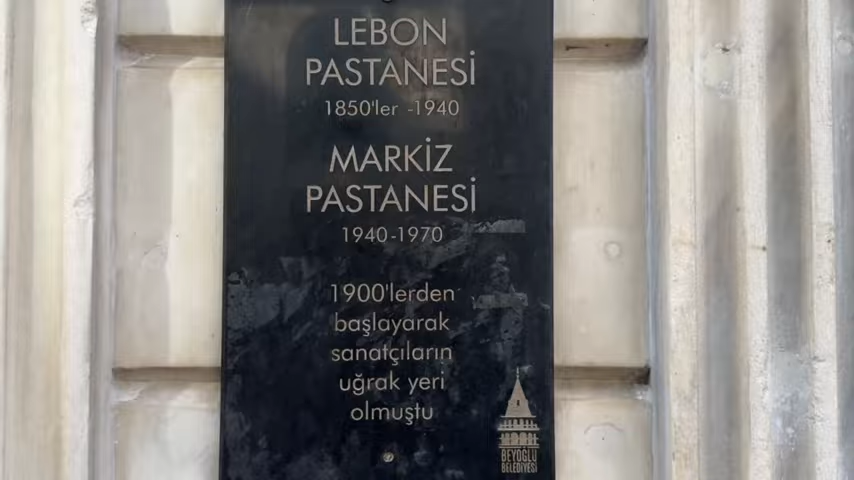 LEBON
PASTANESİ
1850'ler -1940
MARKİZ
PASTANESİ
1940-1970
1900'lerden
başlayarak
sanatçıların
uğrak yeri
olmuştu
BEYOĞLU
BELEDİYESİ